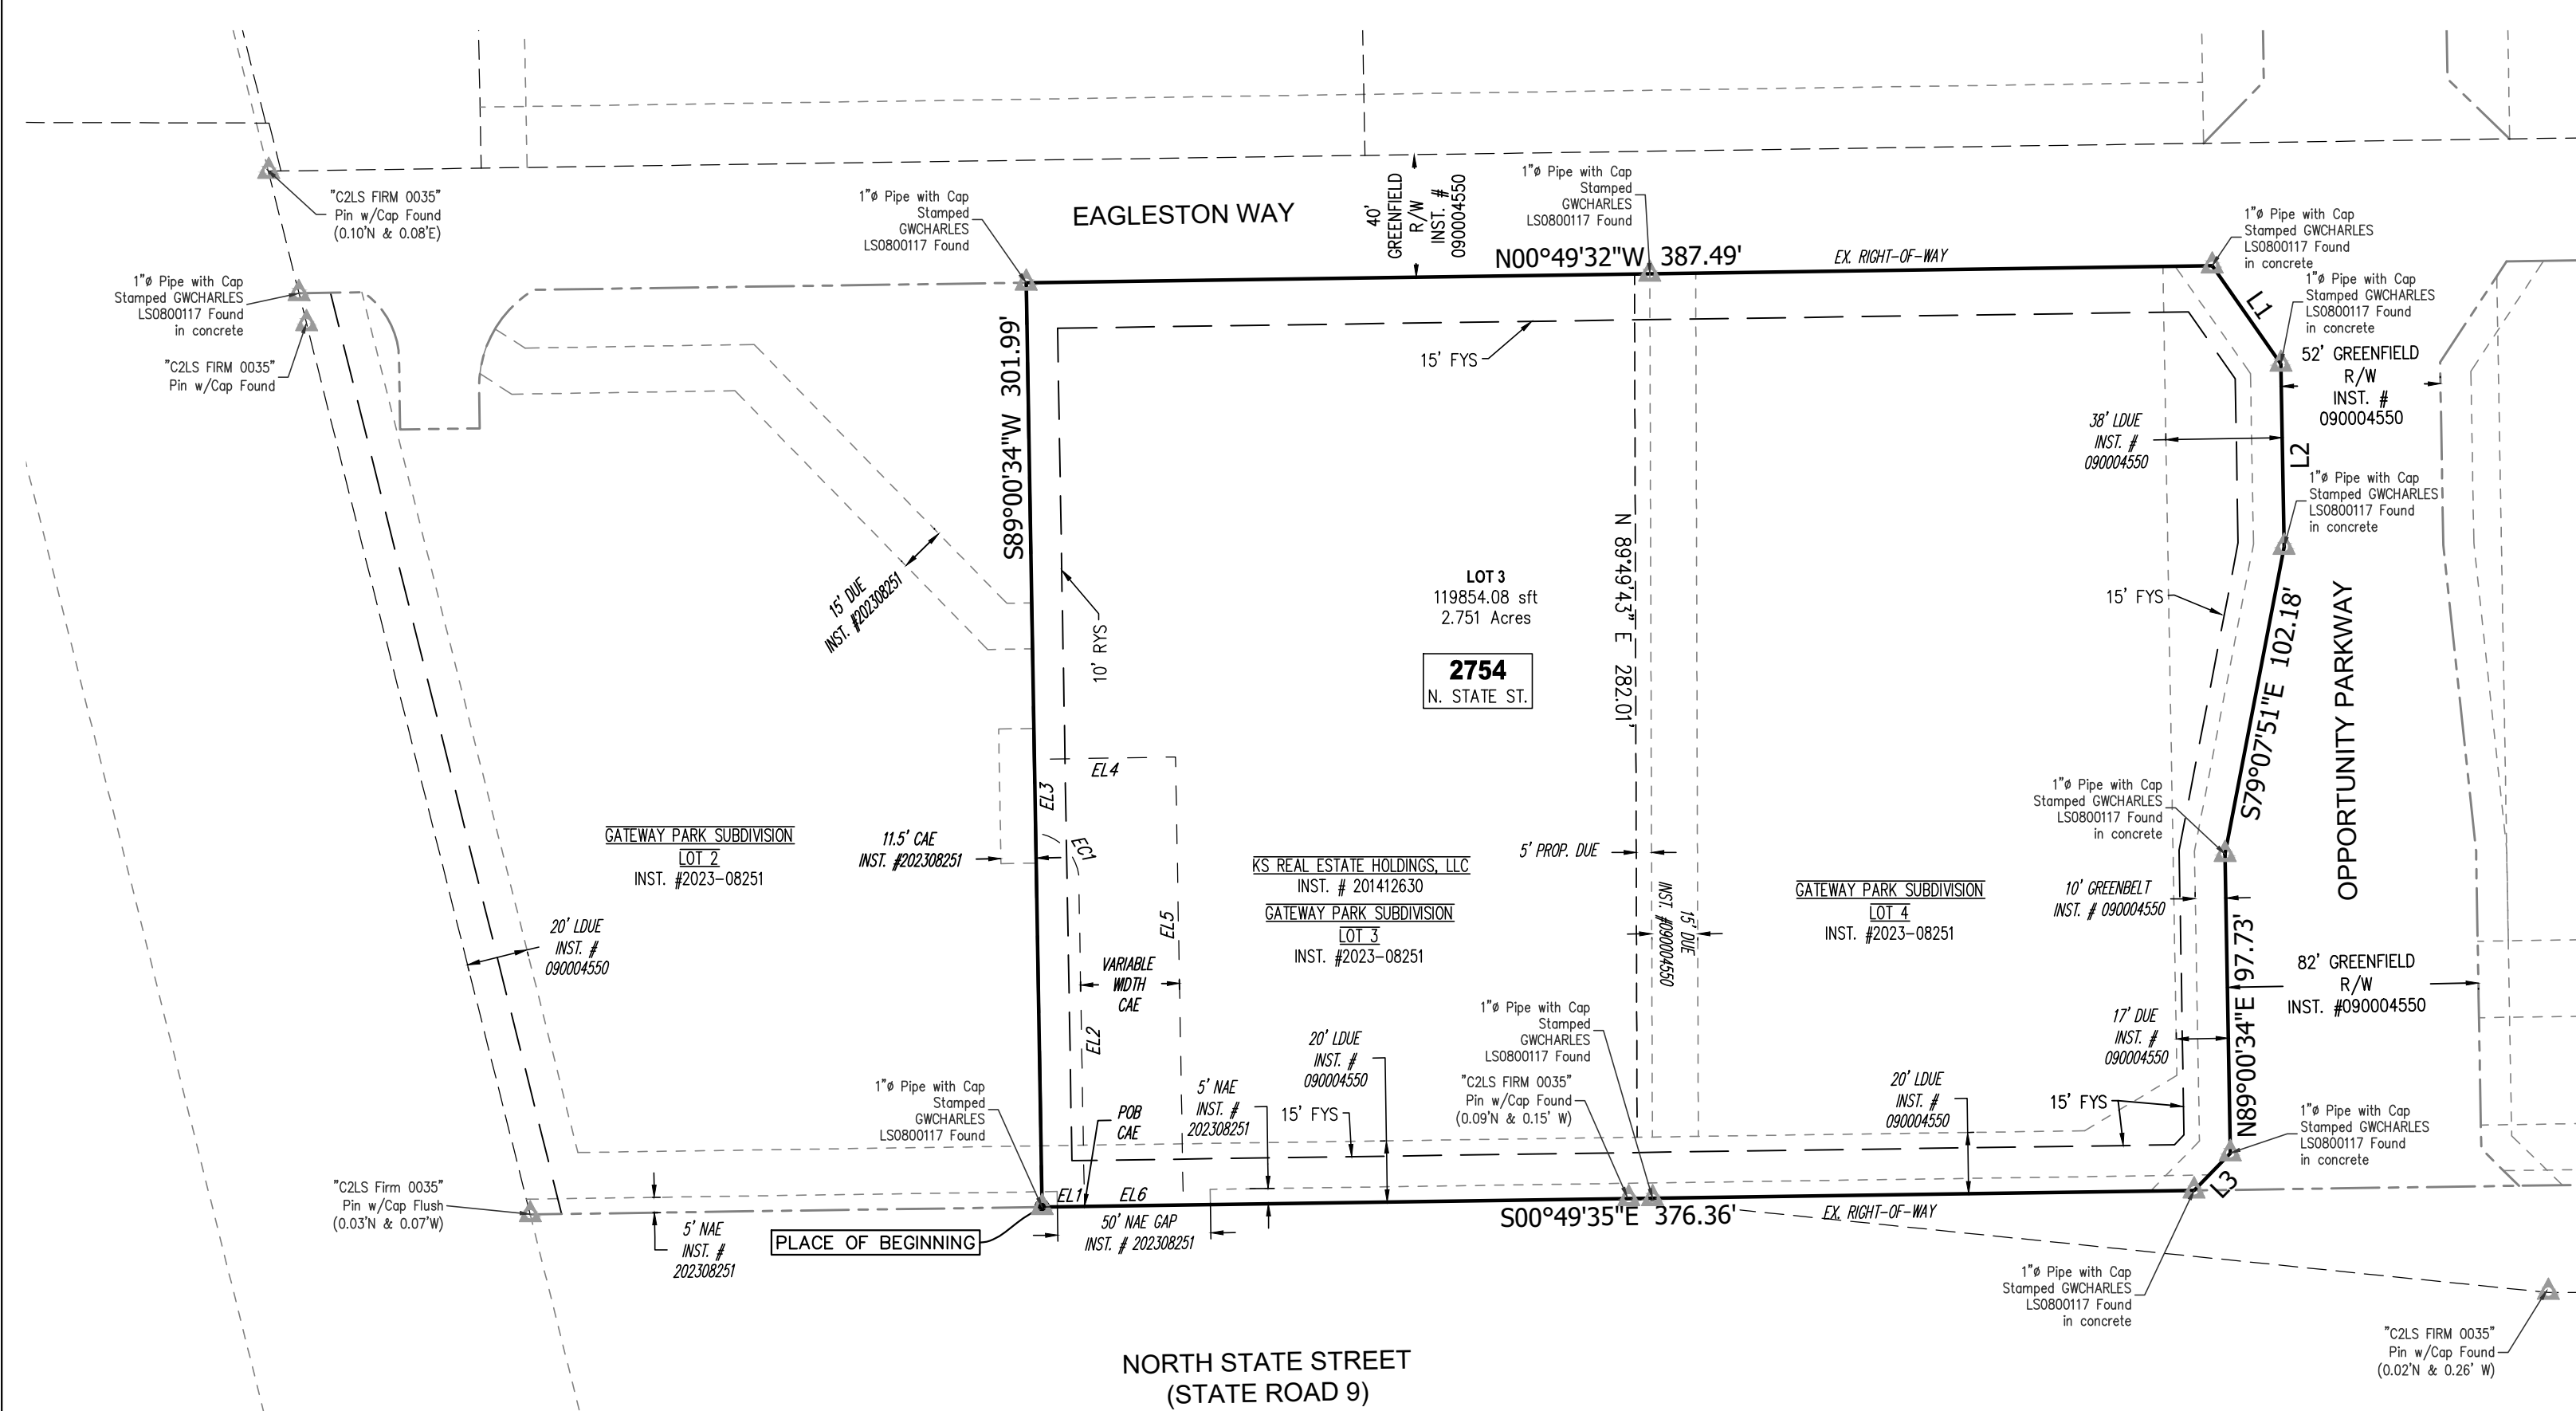 "C2LS FIRM 0035"
Pin w/Cap Found
(0.10'N & 0.08'E)
1"ø Pipe with Cap
Stamped GWCHARLES
LS0800117 Found
in concrete
"C2LS FIRM 0035"
Pin w/Cap Found
1"ø Pipe with Cap
Stamped
GWCHARLES
LS0800117 Found
EAGLESTON WAY
40'
GREENFIELD
R/W
INST. #
090004550
1"ø Pipe with Cap
Stamped
GWCHARLES
LS0800117 Found
N00°49'32"W 387.49'
EX. RIGHT-OF-WAY
1"ø Pipe with Cap
Stamped GWCHARLES
LS0800117 Found
in concrete
1"ø Pipe with Cap
Stamped GWCHARLES
LS0800117 Found
in concrete
L1
52' GREENFIELD
R/W
INST. #
090004550
L2
1"ø Pipe with Cap
Stamped GWCHARLES
LS0800117 Found
in concrete
S89°00'34"W 301.99'
15' FYS
38' LDUE
INST. #
090004550
15' DUE
INST. #202308251
10' RYS
LOT 3
119854.08 sft
2.751 Acres
2754
N. STATE ST.
N 89°49'43" E 282.01'
15' FYS
S79°07'51"E 102.18'
OPPORTUNITY PARKWAY
1"ø Pipe with Cap
Stamped GWCHARLES
LS0800117 Found
in concrete
EL4
EL3
EC1
GATEWAY PARK SUBDIVISION
LOT 2
INST. #2023-08251
11.5' CAE
INST. #202308251
KS REAL ESTATE HOLDINGS, LLC
INST. # 201412630
GATEWAY PARK SUBDIVISION
LOT 3
INST. #2023-08251
5' PROP. DUE
15' DUE
INST. #090004550
GATEWAY PARK SUBDIVISION
LOT 4
INST. #2023-08251
10' GREENBELT
INST. # 090004550
20' LDUE
INST. #
090004550
EL5
VARIABLE
WIDTH
CAE
EL2
N89°00'34"E 97.73'
82' GREENFIELD
R/W
INST. #090004550
17' DUE
INST. #
090004550
1"ø Pipe with Cap
Stamped
GWCHARLES
LS0800117 Found
POB
CAE
5' NAE
INST. #
202308251
20' LDUE
INST. #
090004550
15' FYS
1"ø Pipe with Cap
Stamped
GWCHARLES
LS0800117 Found
"C2LS FIRM 0035"
Pin w/Cap Found
(0.09'N & 0.15' W)
20' LDUE
INST. #
090004550
15' FYS
1"ø Pipe with Cap
Stamped GWCHARLES
LS0800117 Found
in concrete
L3
"C2LS Firm 0035"
Pin w/Cap Flush
(0.03'N & 0.07'W)
5' NAE
INST. #
202308251
PLACE OF BEGINNING
EL1
EL6
50' NAE GAP
INST. # 202308251
S00°49'35"E 376.36'
EX. RIGHT-OF-WAY
1"ø Pipe with Cap
Stamped GWCHARLES
LS0800117 Found
in concrete
"C2LS FIRM 0035"
Pin w/Cap Found
(0.02'N & 0.26' W)
NORTH STATE STREET
(STATE ROAD 9)